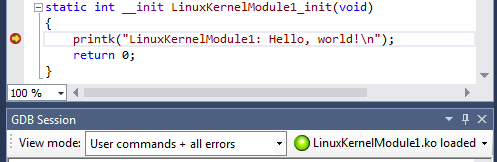 static int __init LinuxKernelModule1_init(void)
{
printk("LinuxKernelModule1: Hello, world!\n");
return 0;
}
100 %
GDB Session
View mode: User commands + all errors LinuxKernelModule1.ko loaded